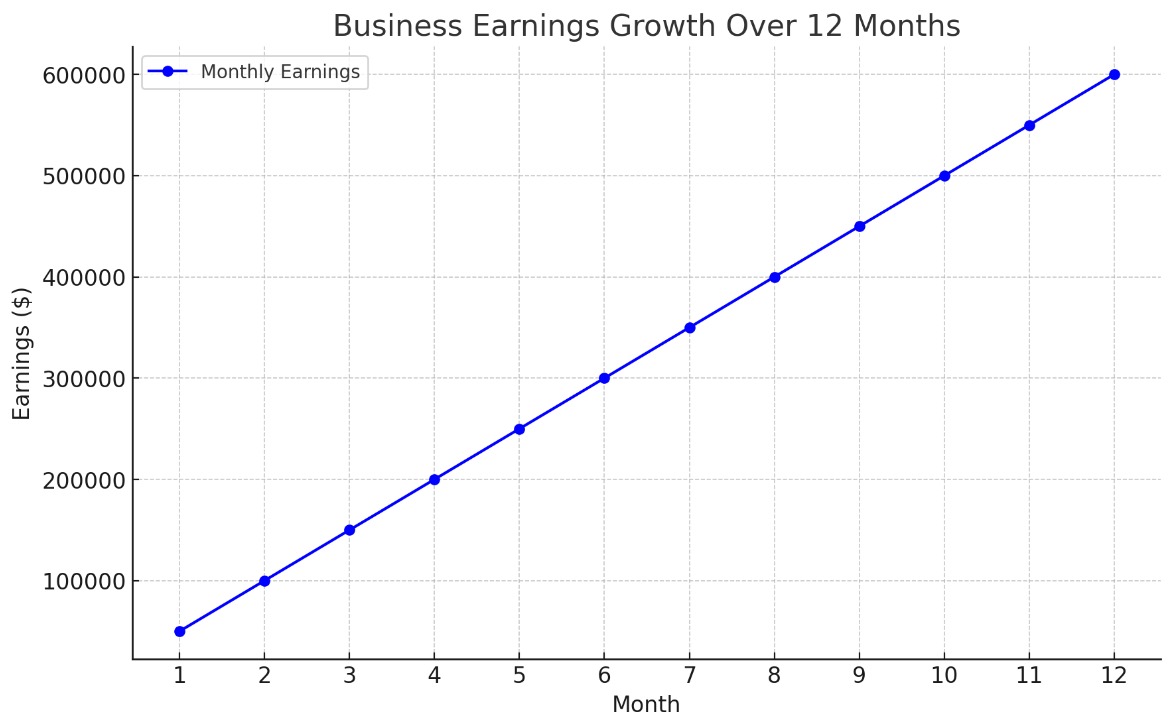 Business Earnings Growth Over 12 Months
Monthly Earnings
Earnings ($)
600000
500000
400000
300000
200000
100000
1 2 3 4 5 6 7 8 9 10 11 12
Month